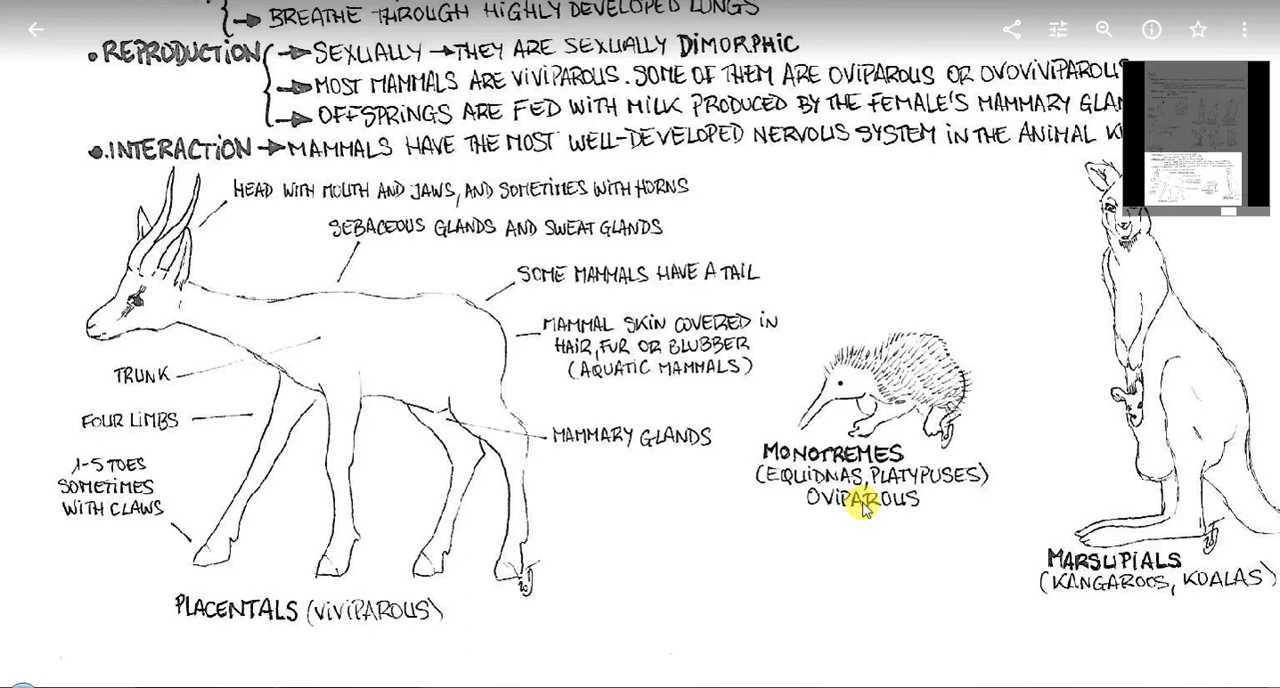 → BREATHE THROUGH HIGHLY DEVELOPED LUNGS
• REPRODUCTION → SEXUALLY → THEY ARE SEXUALLY DIMORPHIC
→ MOST MAMMALS ARE VIVIPAROUS. SOME OF THEM ARE OVIPAROUS OR OVOVIVIPAROUS
→ OFFSPRINGS ARE FED WITH MILK PRODUCED BY THE FEMALE'S MAMMARY GLAN
• INTERACTION → MAMMALS HAVE THE MOST WELL-DEVELOPED NERVOUS SYSTEM IN THE ANIMAL K
HEAD WITH MOUTH AND JAWS, AND SOMETIMES WITH HORNS
SEBACEOUS GLANDS AND SWEAT GLANDS
SOME MAMMALS HAVE A TAIL
MAMMAL SKIN COVERED IN
HAIR, FUR OR BLUBBER
(AQUATIC MAMMALS)
TRUNK
FOUR LIMBS
MAMMARY GLANDS
1-5 TOES
SOMETIMES
WITH CLAWS
PLACENTALS (VIVIPAROUS)
MONOTREMES
(EQUIDNAS, PLATYPUSES)
OVIPAROUS
MARSUPIALS
(KANGAROOS, KOALAS)